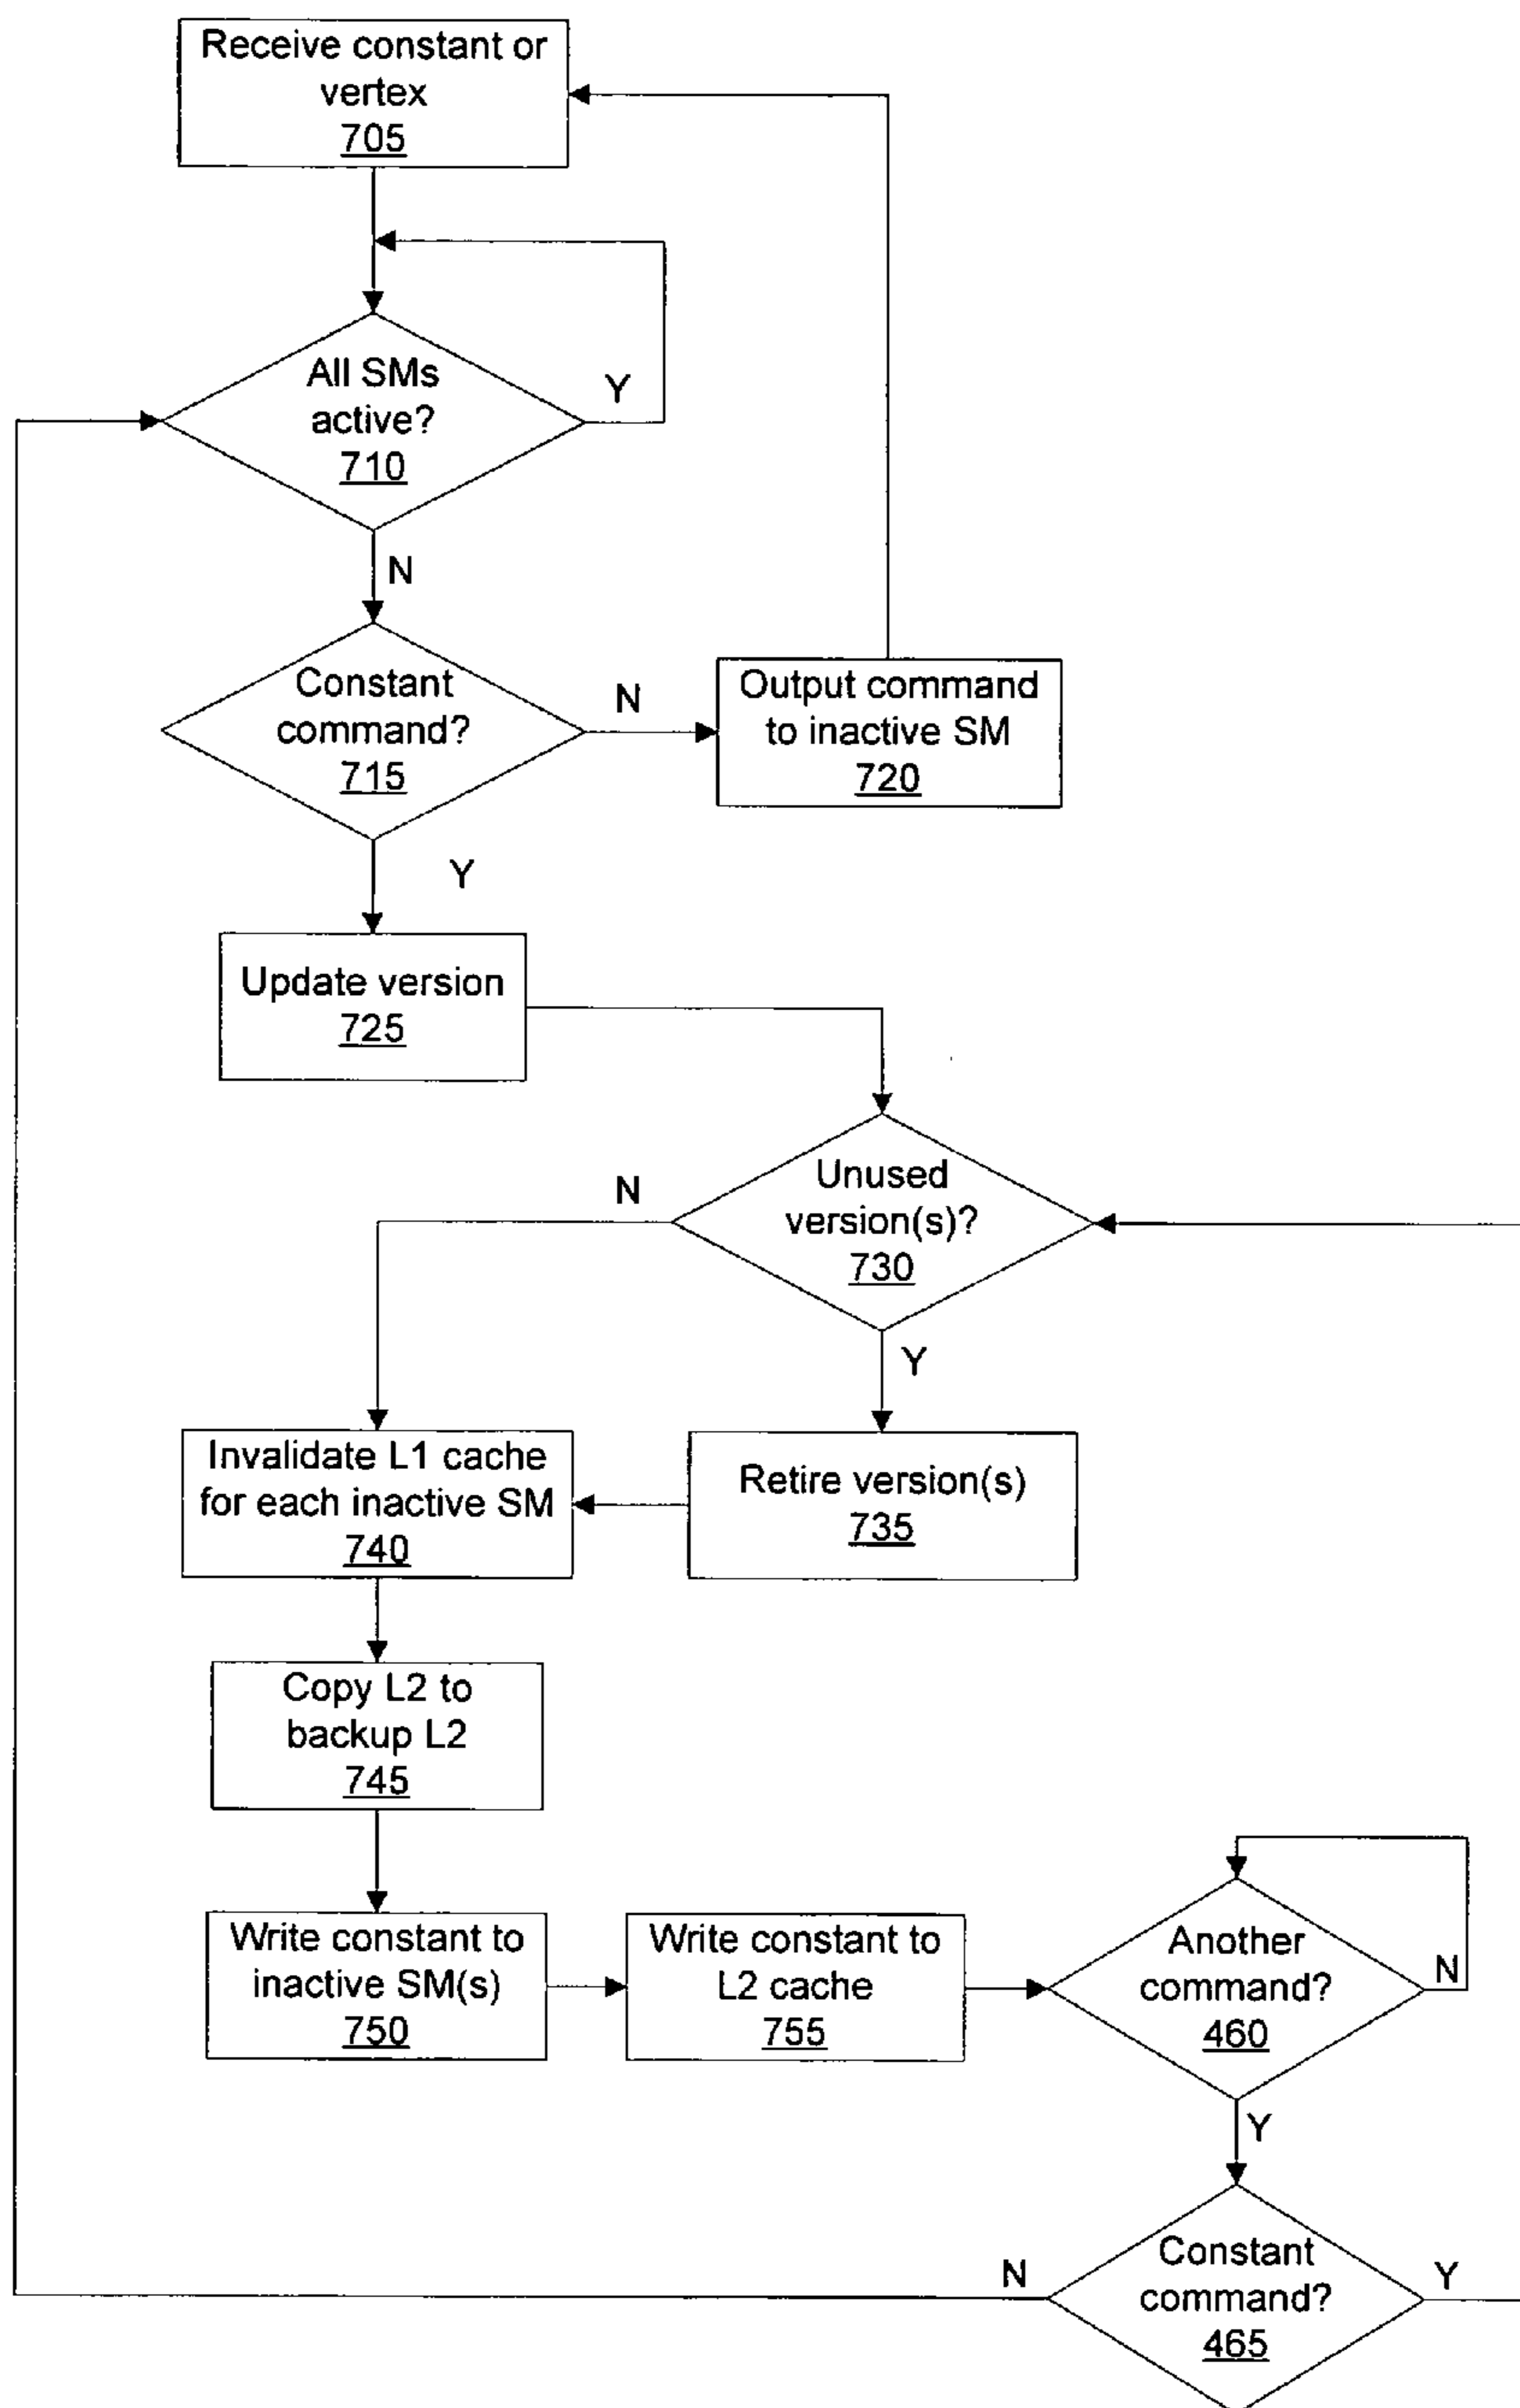 Receive constant or
vertex
705
All SMs
active?
710
Y
N
Constant
command?
715
N
Output command
to inactive SM
720
Y
Update version
725
Unused
version(s)?
730
N
Y
Invalidate L1 cache
for each inactive SM
740
Retire version(s)
735
Copy L2 to
backup L2
745
Write constant to
inactive SM(s)
750
Write constant to
L2 cache
755
Another
command?
460
N
Y
Constant
command?
465
N
Y